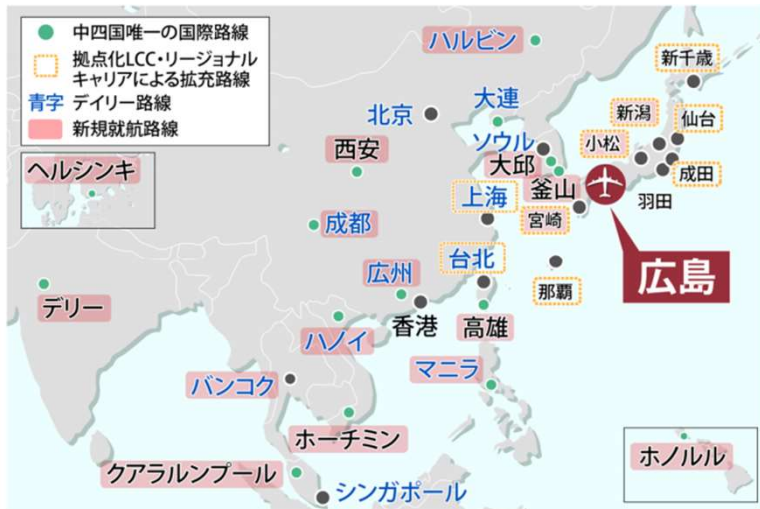 中四国唯一の国際路線
拠点化LCC・リージョナル
キャリアによる拡充路線
青字 デイリー路線
新規就航路線
ハルビン
新千歳
北京
大連
新潟
仙台
ソウル
小松
西安
大邱
成田
ヘルシンキ
釜山
羽田
上海
宮崎
成都
台北
広島
広州
那覇
デリー
香港
高雄
ハノイ
マニラ
バンコク
ホーチミン
ホノルル
クアラルンプール
シンガポール